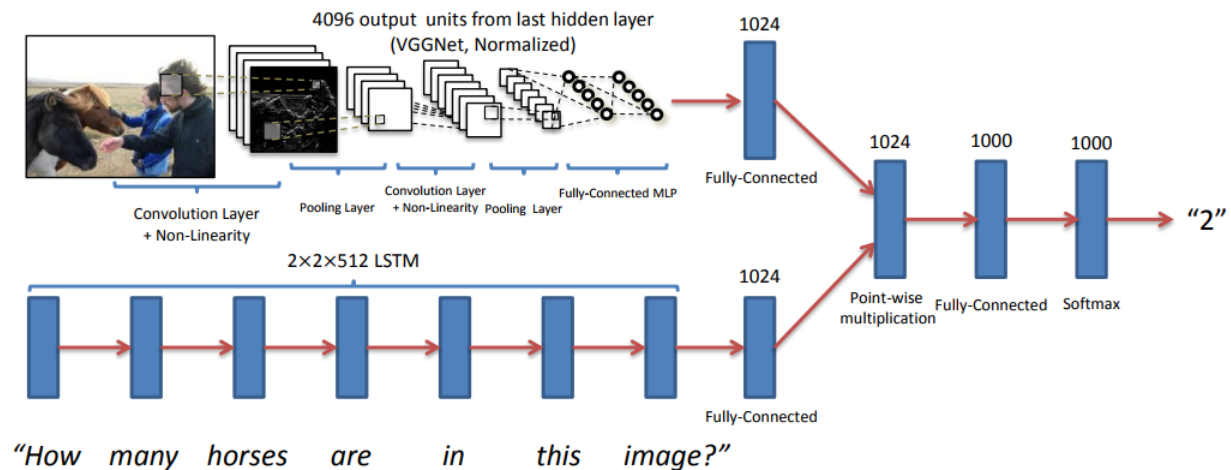 4096 output units from last hidden layer
(VGGNet, Normalized)
1024
Fully-Connected
Convolution Layer
+ Non-Linearity
Pooling Layer
Convolution Layer
+ Non-Linearity
Pooling Layer
Fully-Connected MLP
1024
Point-wise
multiplication
1000
Fully-Connected
1000
Softmax
“2”
2×2×512 LSTM
1024
Fully-Connected
“How many horses are in this image?”